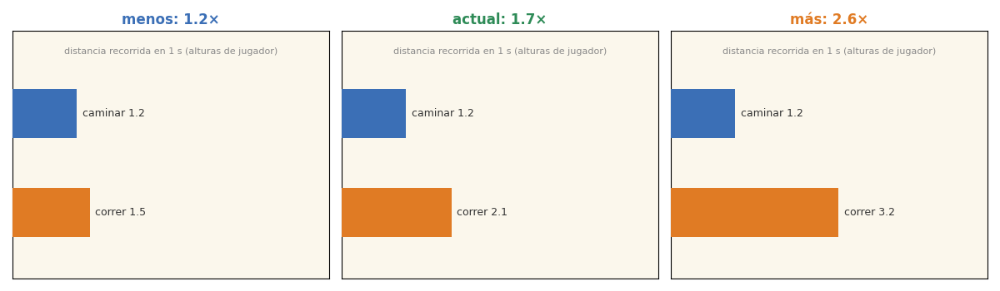 menos: 1.2×
distancia recorrida en 1 s (alturas de jugador)
caminar 1.2
correr 1.5
actual: 1.7×
distancia recorrida en 1 s (alturas de jugador)
caminar 1.2
correr 2.1
más: 2.6×
distancia recorrida en 1 s (alturas de jugador)
caminar 1.2
correr 3.2